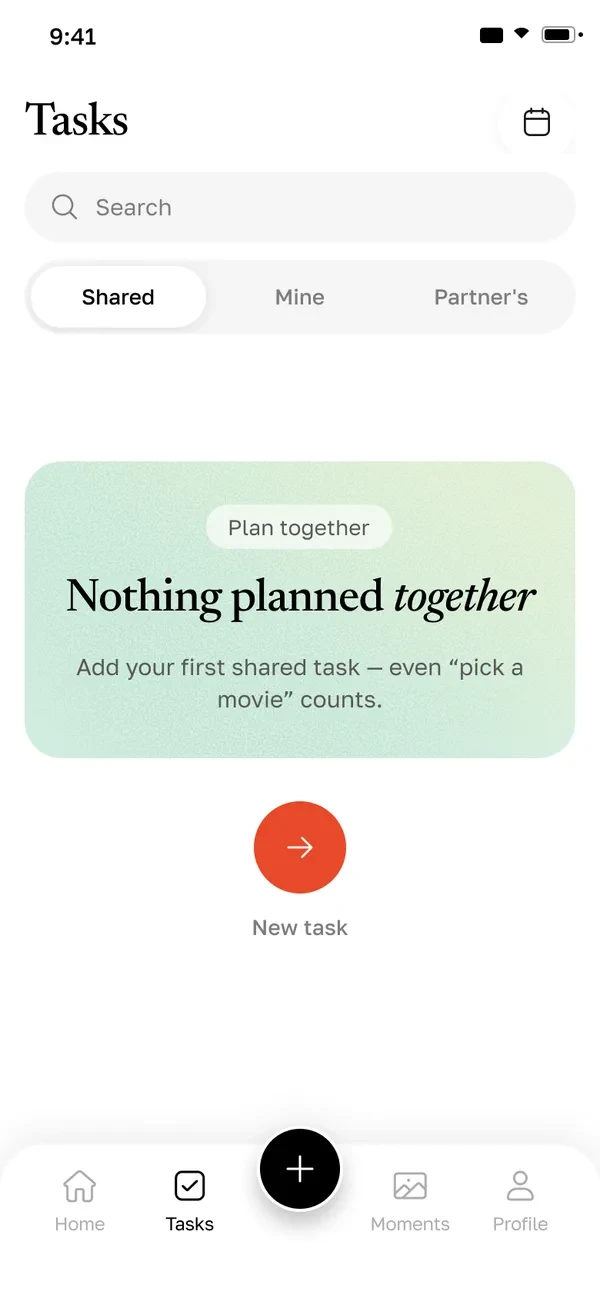 9:41
Tasks
Search
Shared
Mine
Partner's
Plan together
Nothing planned together
Add your first shared task — even “pick a
movie” counts.
New task
Home
Tasks
Moments
Profile